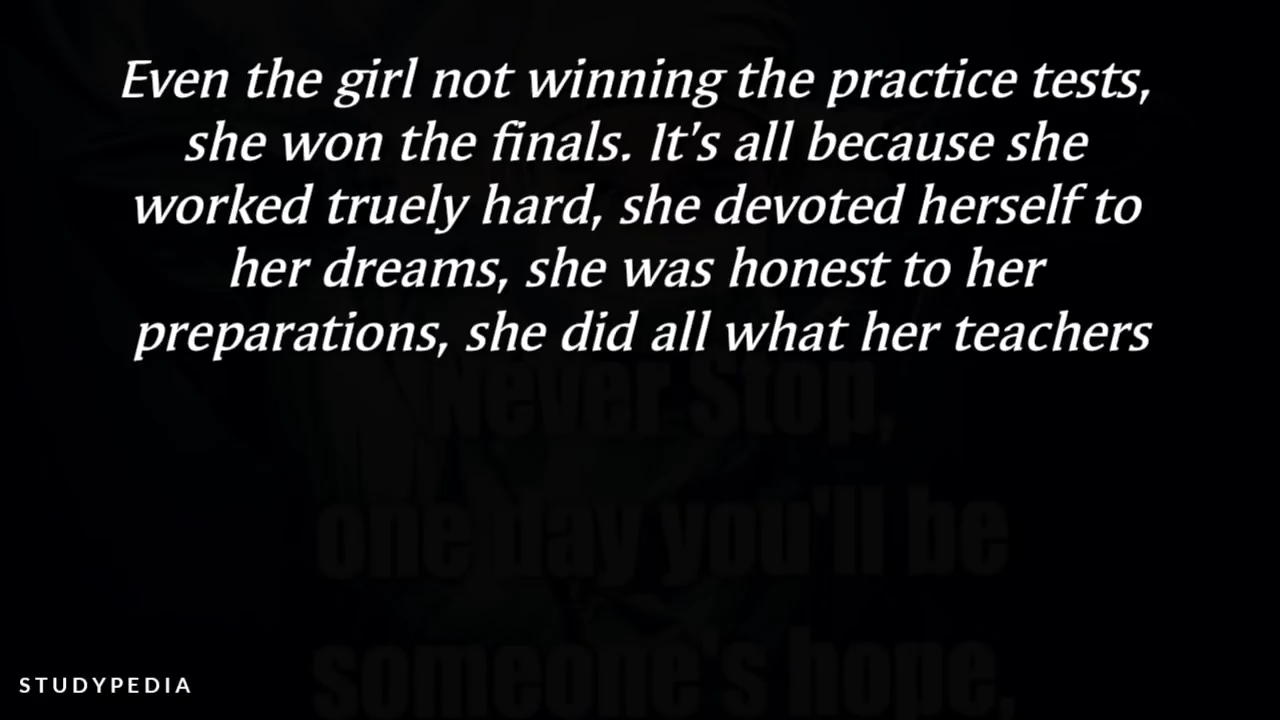 Even the girl not winning the practice tests,
she won the finals. It's all because she
worked truely hard, she devoted herself to
her dreams, she was honest to her
preparations, she did all what her teachers
Never Stop,
one day you'll be
someone's hope,
STUDYPEDIA